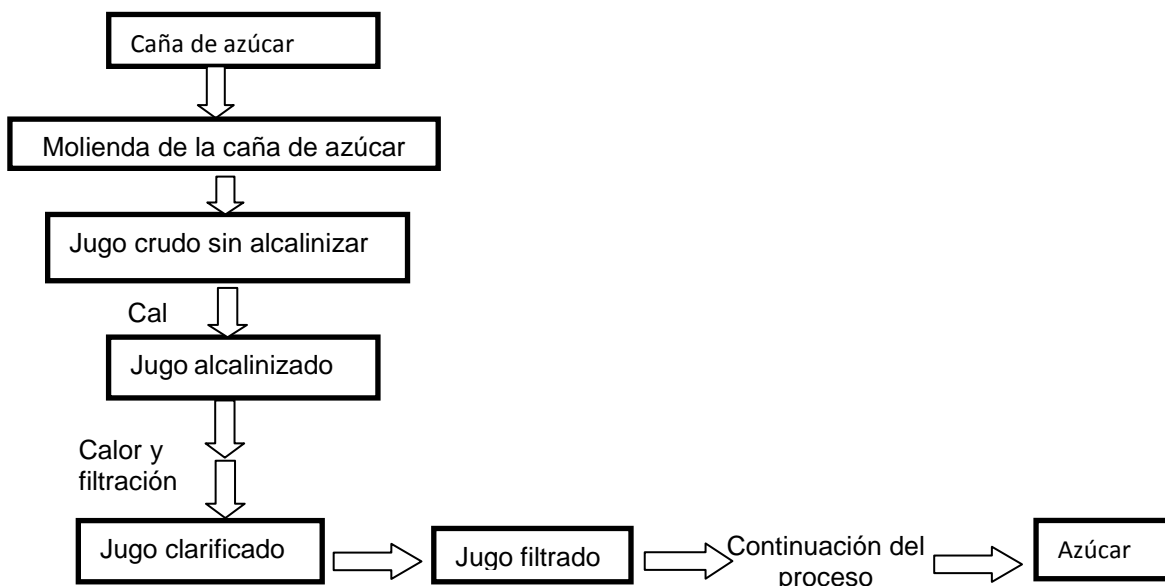 Caña de azúcar
Molienda de la caña de azúcar
Jugo crudo sin alcalinizar
Cal
Jugo alcalinizado
Calor y
filtración
Jugo clarificado
Jugo filtrado
Continuación del
proceso
Azúcar